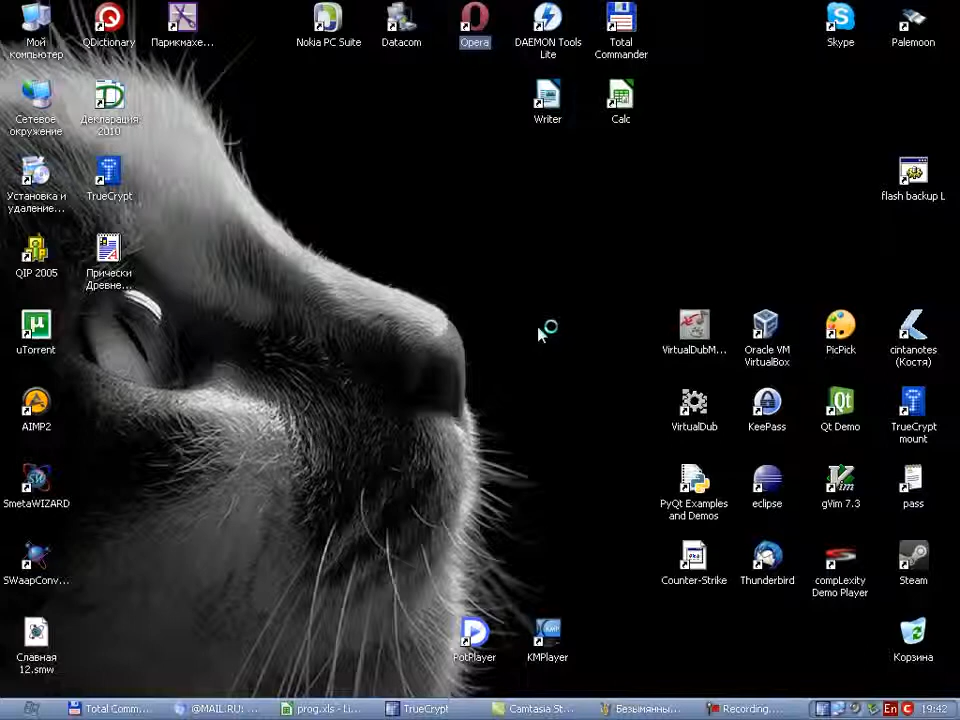 Мой
компьютер
QDictionary
Парикмахе...
Nokia PC Suite
Datacom
Opera
DAEMON Tools
Lite
Total
Commander
Skype
Palemoon
Сетевое
окружение
Декларация
2010
Writer
Calc
Установка и
удаление...
TrueCrypt
flash backup L
QIP 2005
Прически
Древне...
uTorrent
VirtualDubM...
Oracle VM
VirtualBox
PicPick
cintanotes
(Костя)
AIMP2
VirtualDub
KeePass
Qt Demo
TrueCrypt
mount
SmetaWIZARD
PyQt Examples
and Demos
eclipse
gVim 7.3
pass
SWaapConv...
Counter-Strike
Thunderbird
compLexity
Demo Player
Steam
Славная
12.smw
PotPlayer
KMPlayer
Корзина
Total Comm...
@MAIL.RU: ...
prog.xls - Li...
TrueCrypt
Camtasia St...
Безымянны...
Recording....
En
19:42